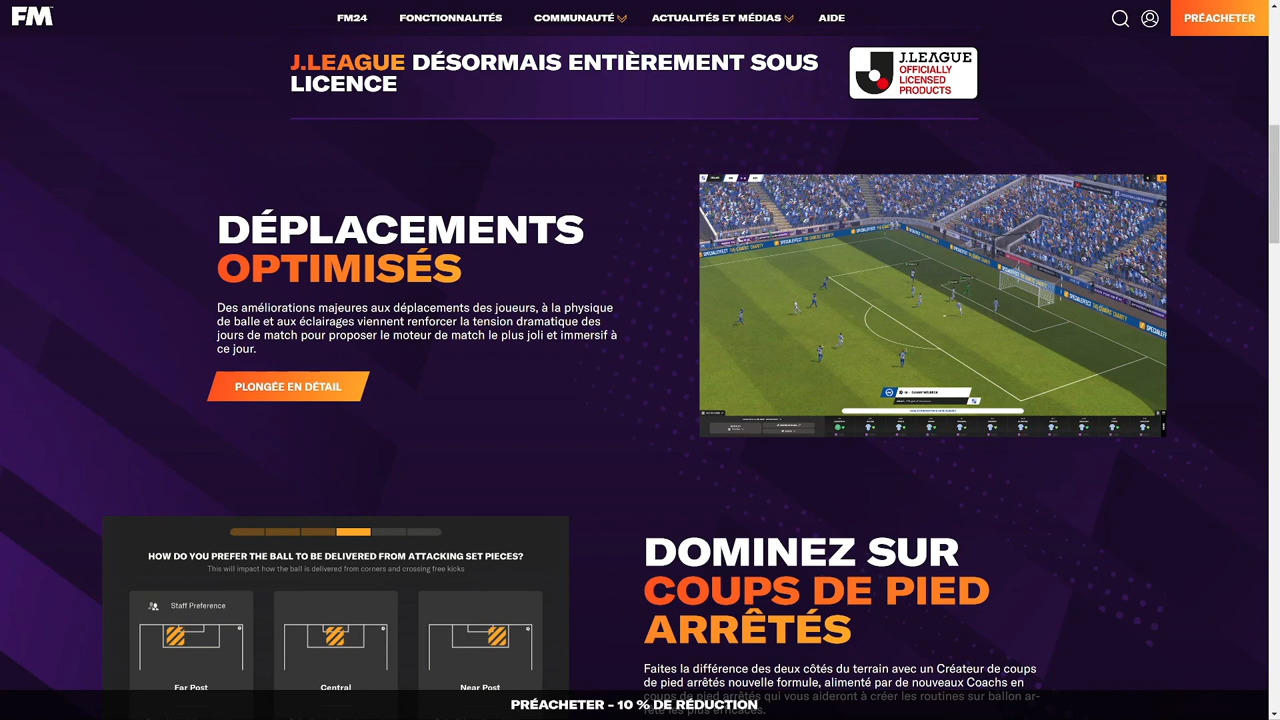 FM
FM24
FONCTIONNALITÉS
COMMUNAUTÉ
ACTUALITÉS ET MÉDIAS
AIDE
PRÉACHETER
J.LEAGUE DÉSORMAIS ENTIÈREMENT SOUS
LICENCE
J.LEAGUE
OFFICIALLY
LICENSED
PRODUCTS
DÉPLACEMENTS
OPTIMISÉS
Des améliorations majeures aux déplacements des joueurs, à la physique
de balle et aux éclairages viennent renforcer la tension dramatique des
jours de match pour proposer le moteur de match le plus joli et immersif à
ce jour.
PLONGÉE EN DÉTAIL
HOW DO YOU PREFER THE BALL TO BE DELIVERED FROM ATTACKING SET PIECES?
This will impact how the ball is delivered from corners and crossing free kicks
Staff Preference
Far Post
Central
Near Post
DOMINEZ SUR
COUPS DE PIED
ARRÊTÉS
Faites la différence des deux côtés du terrain avec un Créateur de coups
de pied arrêtés nouvelle formule, alimenté par de nouveaux Coachs en
coups de pied arrêtés qui vous aideront à créer les routines sur ballon ar-
rêté les plus efficaces.
PRÉACHETER - 10 % DE RÉDUCTION